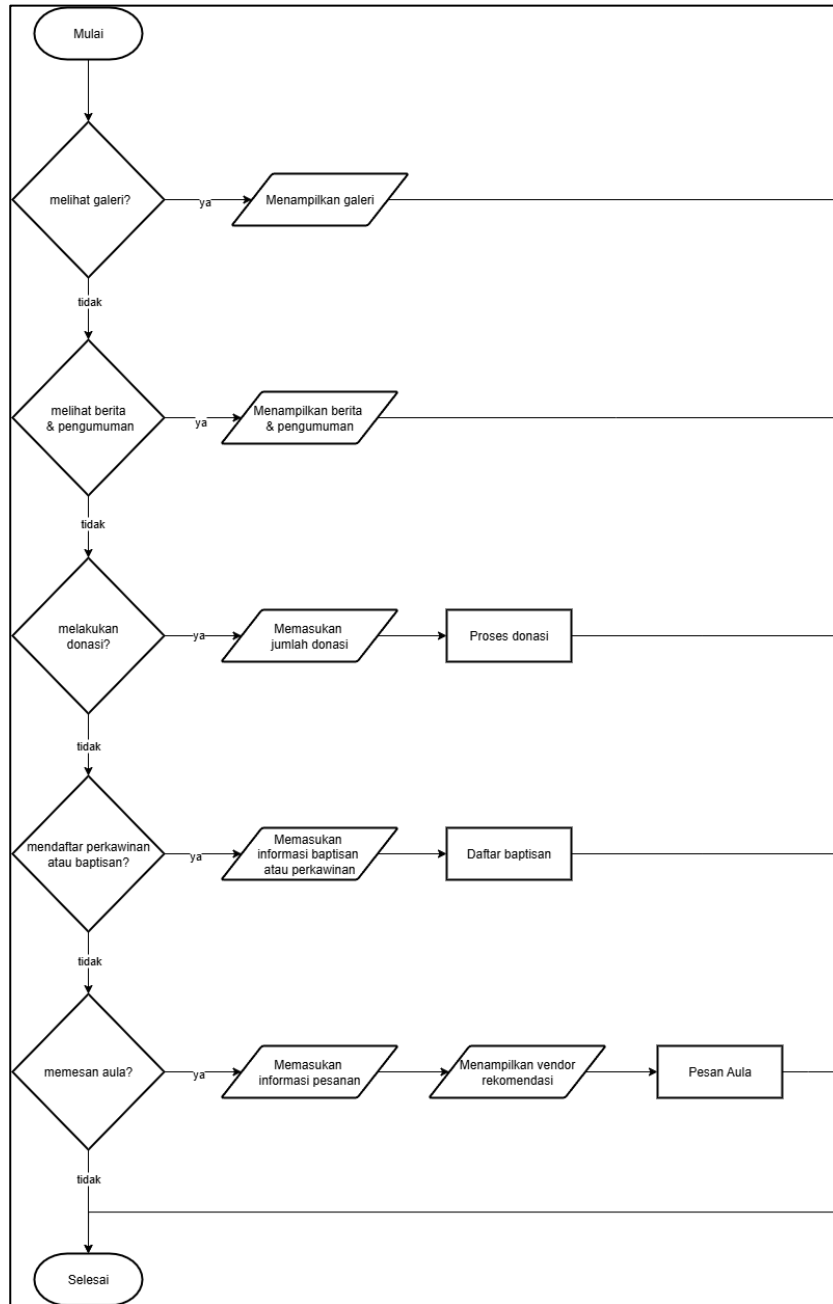 Mulai
melihat galeri?
ya
Menampilkan galeri
tidak
melihat berita
& pengumuman
ya
Menampilkan berita
& pengumuman
tidak
melakukan
donasi?
ya
Memasukan
jumlah donasi
Proses donasi
tidak
mendaftar perkawinan
atau baptisan?
ya
Memasukan
informasi baptisan
atau perkawinan
Daftar baptisan
tidak
memesan aula?
ya
Memasukan
informasi pesanan
Menampilkan vendor
rekomendasi
Pesan Aula
tidak
Selesai